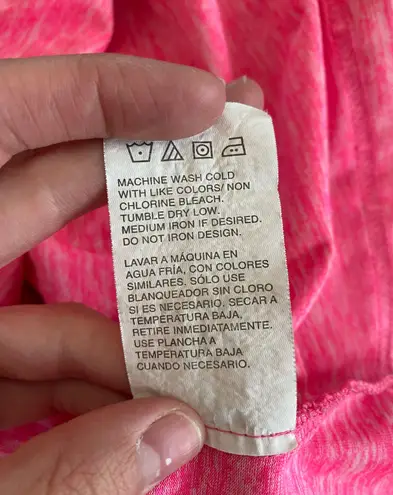 MACHINE WASH COLD
WITH LIKE COLORS/ NON
CHLORINE BLEACH.
TUMBLE DRY LOW.
MEDIUM IRON IF DESIRED.
DO NOT IRON DESIGN.
LAVAR A MÁQUINA EN
AGUA FRÍA, CON COLORES
SIMILARES. SÓLO USE
BLANQUEADOR SIN CLORO
SI ES NECESARIO. SECAR A
TEMPERATURA BAJA,
RETIRE INMEDIATAMENTE.
USE PLANCHA A
TEMPERATURA BAJA
CUANDO NECESARIO.